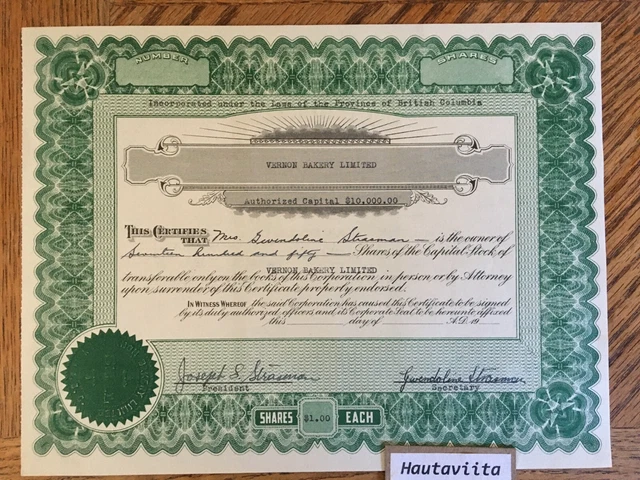 NUMBER
SHARES
Incorporated under the Laws of the Province of British Columbia
VERNON BAKERY LIMITED
Authorized Capital $10,000.00
THIS CERTIFIES THAT Mrs. Gwendoline Strasman is the owner of
Seventeen hundred and fifty Shares of the Capital Stock of
VERNON BAKERY LIMITED
transferable only on the books of this Corporation in person or by Attorney
upon surrender of this Certificate properly endorsed.
IN WITNESS WHEREOF the said Corporation has caused this Certificate to be signed
by its duly authorized officers and its Corporate Seal to be hereunto affixed
this day of A.D. 19
Joseph S. Strasman
Gwendoline Strasman
President
Secretary
SHARES $1.00 EACH
Hautaviita